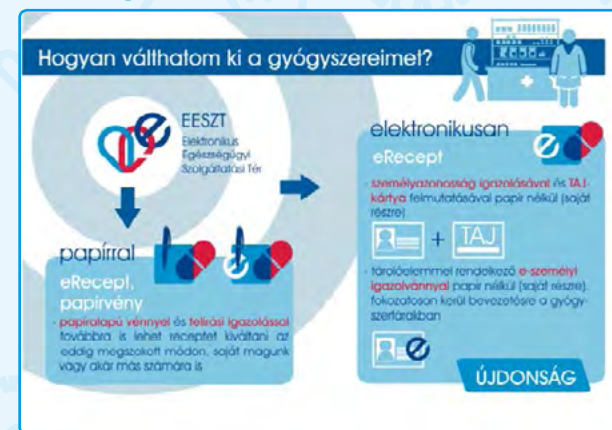 Hogyan válthatom ki a gyógyszereimet?
EESZT
Elektronikus
Egészségügyi
Szolgáltatási Tér
papírral
eRecept,
papírvény
- papíralapú vénnyel és felírási igazolással
továbbra is lehet receptet kiváltani az
eddig megszokott módon, saját magunk
vagy akár más számára is
elektronikusan
eRecept
- személyazonosság igazolásával és TAJ-
kártya felmutatásával papír nélkül (saját
részre)
+ TAJ
- tárolóelemmel rendelkező e-személyi
igazolvánnyal papír nélkül (saját részre),
fokozatosan kerül bevezetésre a gyógy-
szertárakban
ÚJDONSÁG